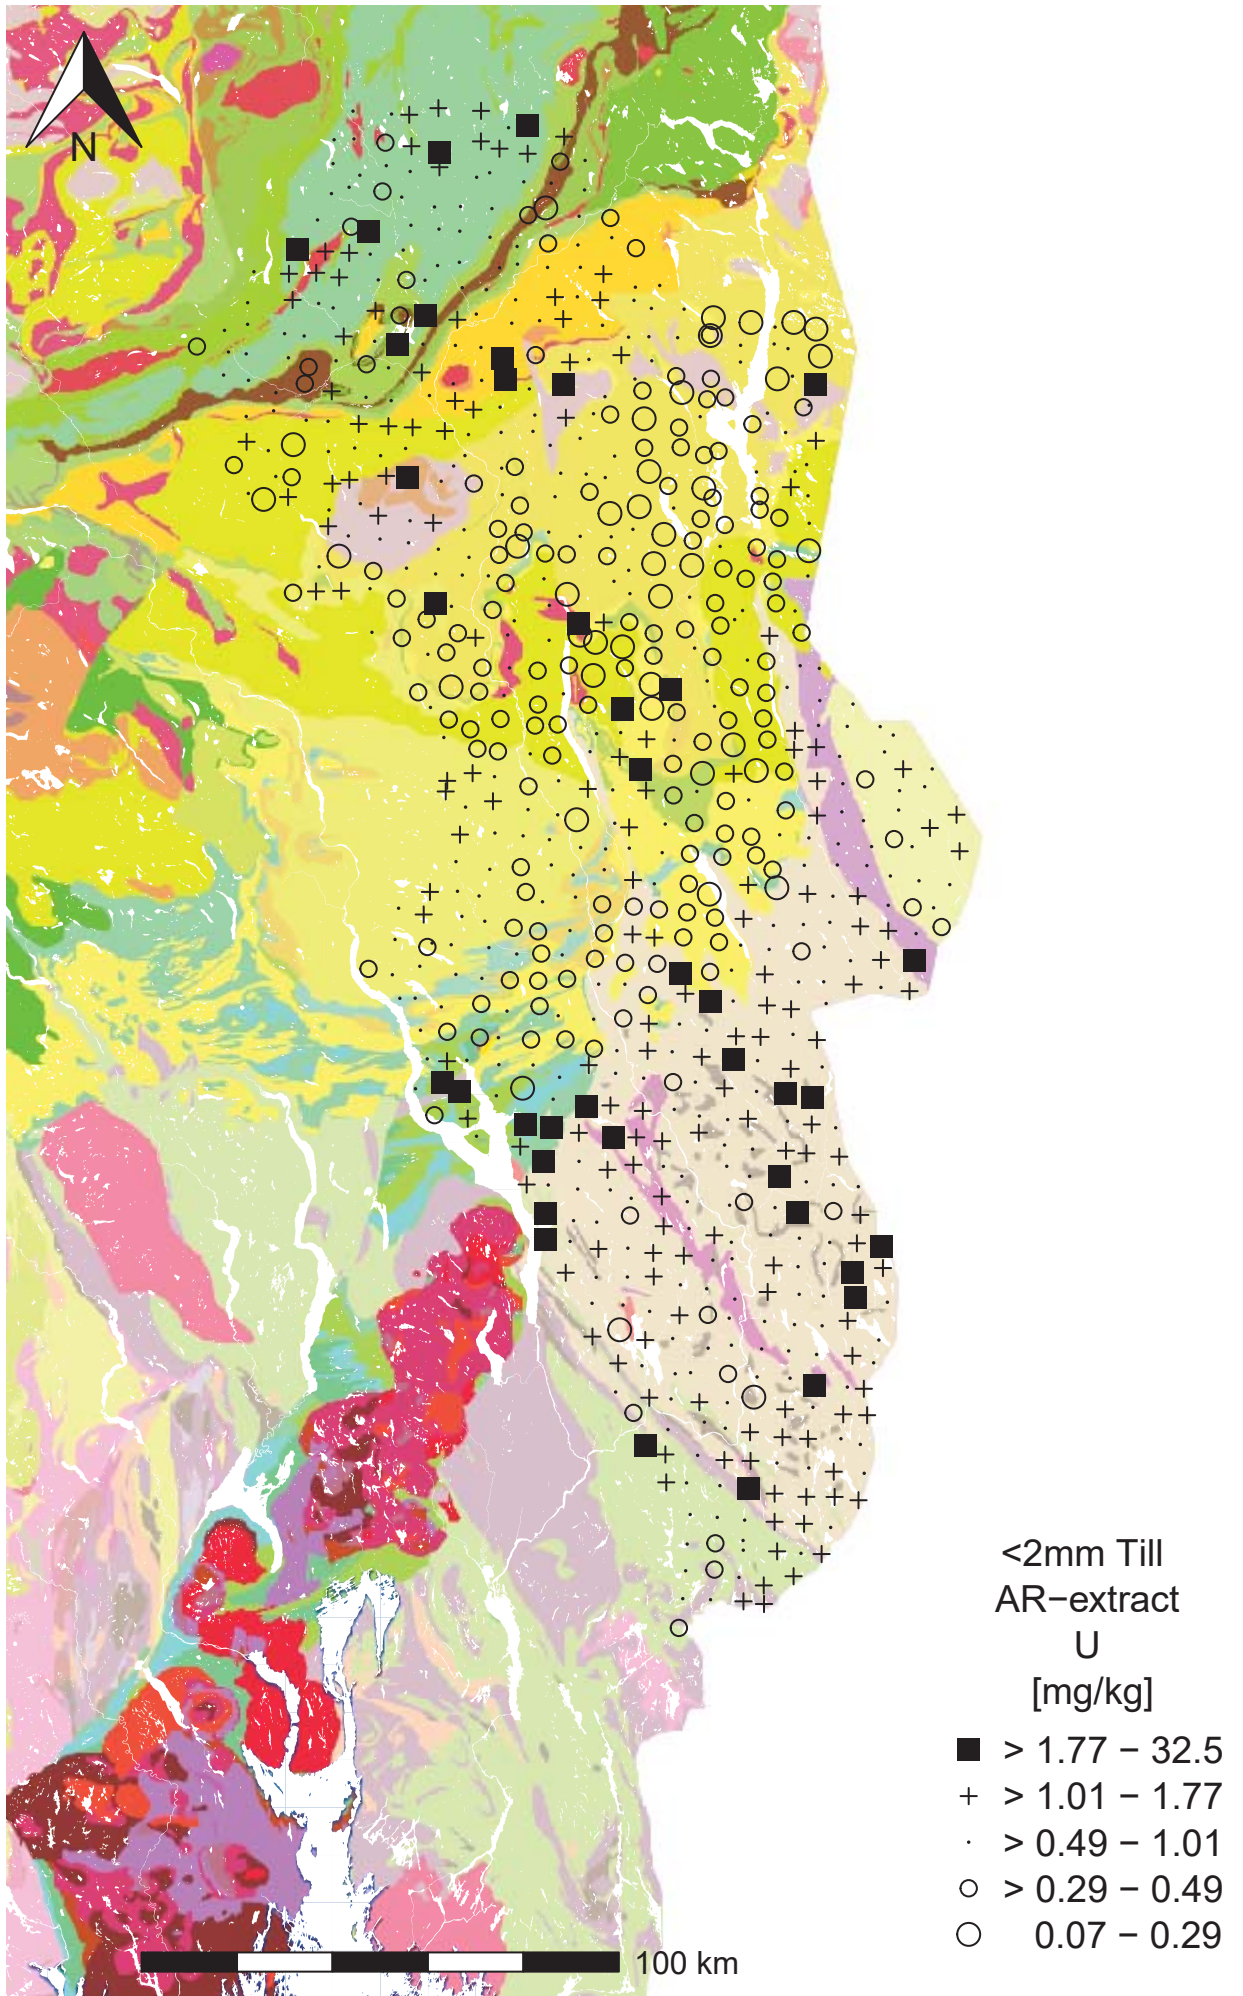 N
<2mm Till
AR−extract
U
[mg/kg]
> 1.77 − 32.5
> 1.01 − 1.77
> 0.49 − 1.01
> 0.29 − 0.49
0.07 − 0.29
100 km